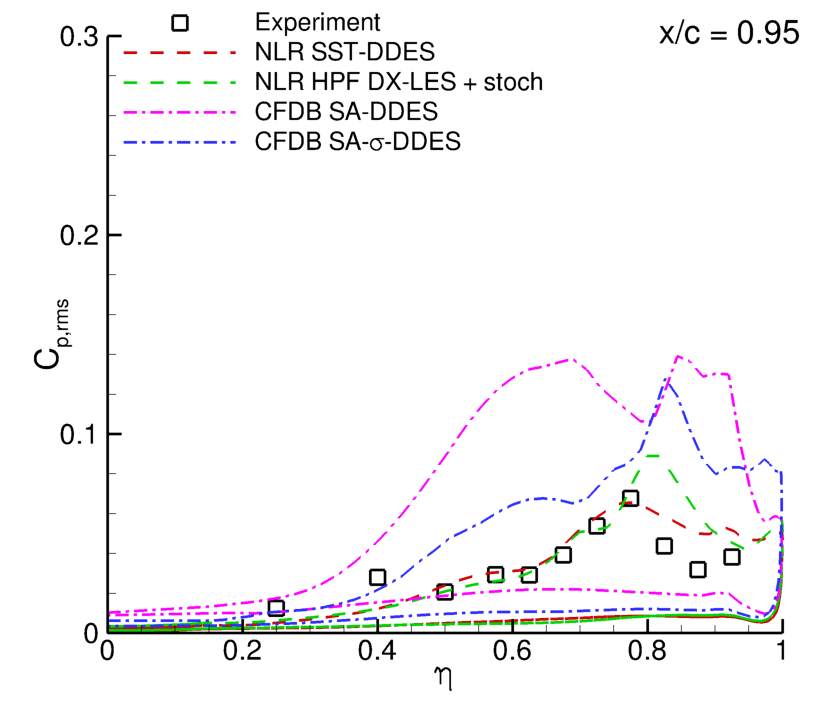 Experiment
NLR SST-DDES
NLR HPF DX-LES + stoch
CFDB SA-DDES
CFDB SA-σ-DDES
x/c = 0.95
0.3
0.2
0.1
0
C p,rms
0 0.2 0.4 0.6 0.8 1
η